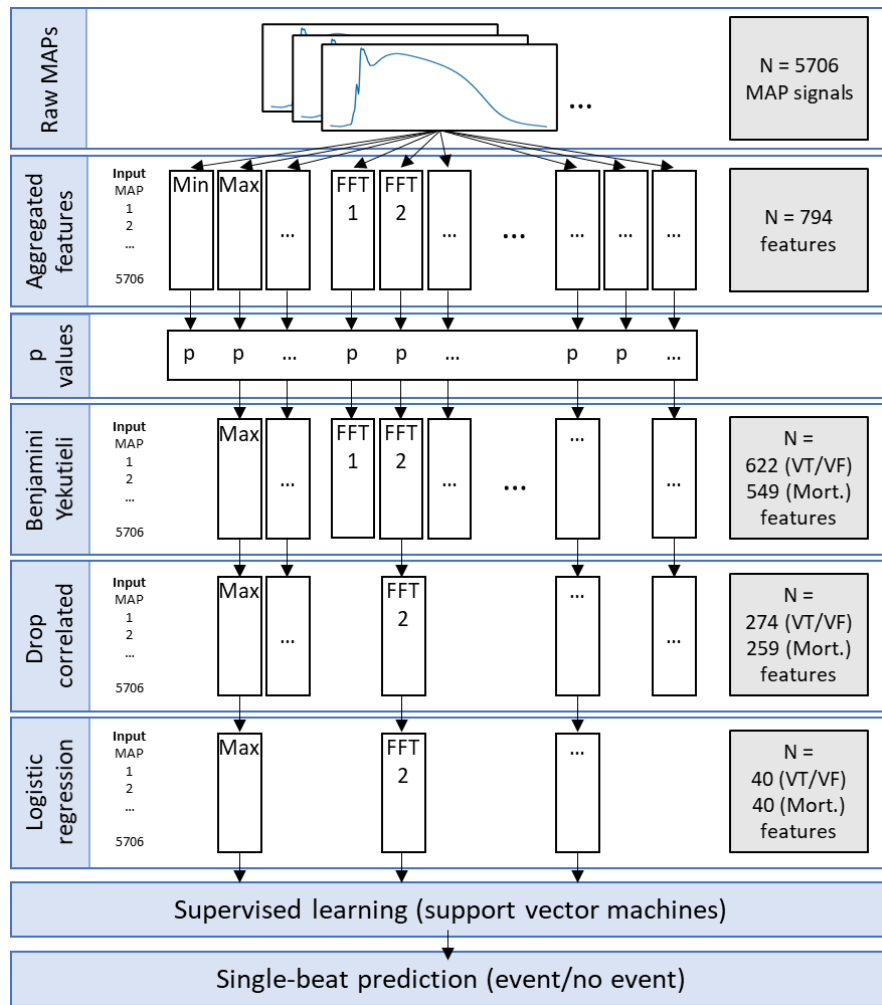 Raw MAPs
...
N = 5706
MAP signals
Aggregated
features
Input
MAP
1
2
...
5706
Min
Max
...
FFT
1
FFT
2
...
...
...
...
...
N = 794
features
p
values
p p ... p p ... p p ...
Benjamini
Yekutieli
Input
MAP
1
2
...
5706
Max
...
FFT
1
FFT
2
...
...
...
...
N =
622 (VT/VF)
549 (Mort.)
features
Drop
correlated
Input
MAP
1
2
...
5706
Max
...
FFT
2
...
...
N =
274 (VT/VF)
259 (Mort.)
features
Logistic
regression
Input
MAP
1
2
...
5706
Max
FFT
2
...
N =
40 (VT/VF)
40 (Mort.)
features
Supervised learning (support vector machines)
Single-beat prediction (event/no event)